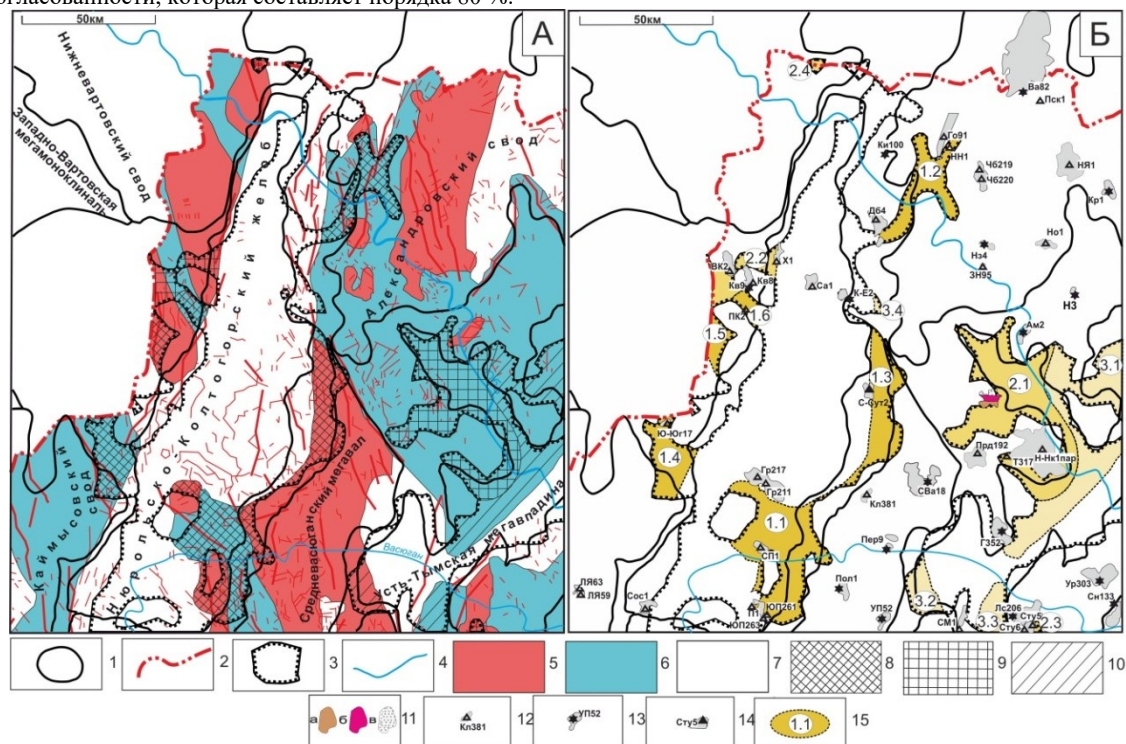 огласованности, которая составляет порядка 80 %.
50км
А
Нижневартовский свод
Западно-Вартовская мегамоноклиналь
Нюрольско-Колтогорский желоб
Александровский свод
Каймысовский свод
Средневасюганский мегавал
Васюган
Усть-Тымская мегавпадина
50км
Б
2.4
Ва82
Пск1
Го91
НН1
Ки100
1.2
Чб219
Чб220
НЯ1
Кр1
Д64
Но1
Нз4
ЗН95
ВК2
2.2
Х1
Кв9
Кв8
Са1
К-Е2
НЗ
ПК2
1.6
3.4
1.5
Ам2
3.1
2.1
1.3
С-Сут2
Ю-Юг17
1.4
Прд192
Т317
Н-Нк1пар
Гр217
Гр211
СВа18
Кл381
1.1
СП1
Пер9
Г352
ЛЯ63
ЛЯ59
Пол1
Ур303
Сн133
Сос1
ЮП261
ЮП263
УП52
3.2
СМ1
Лс206
3.3
Сту5
Сту6
2.3
1
2
3
4
5
6
7
8
9
10
а
б
в
11
Кл381
12
УП52
13
Сту5
14
1.1
15